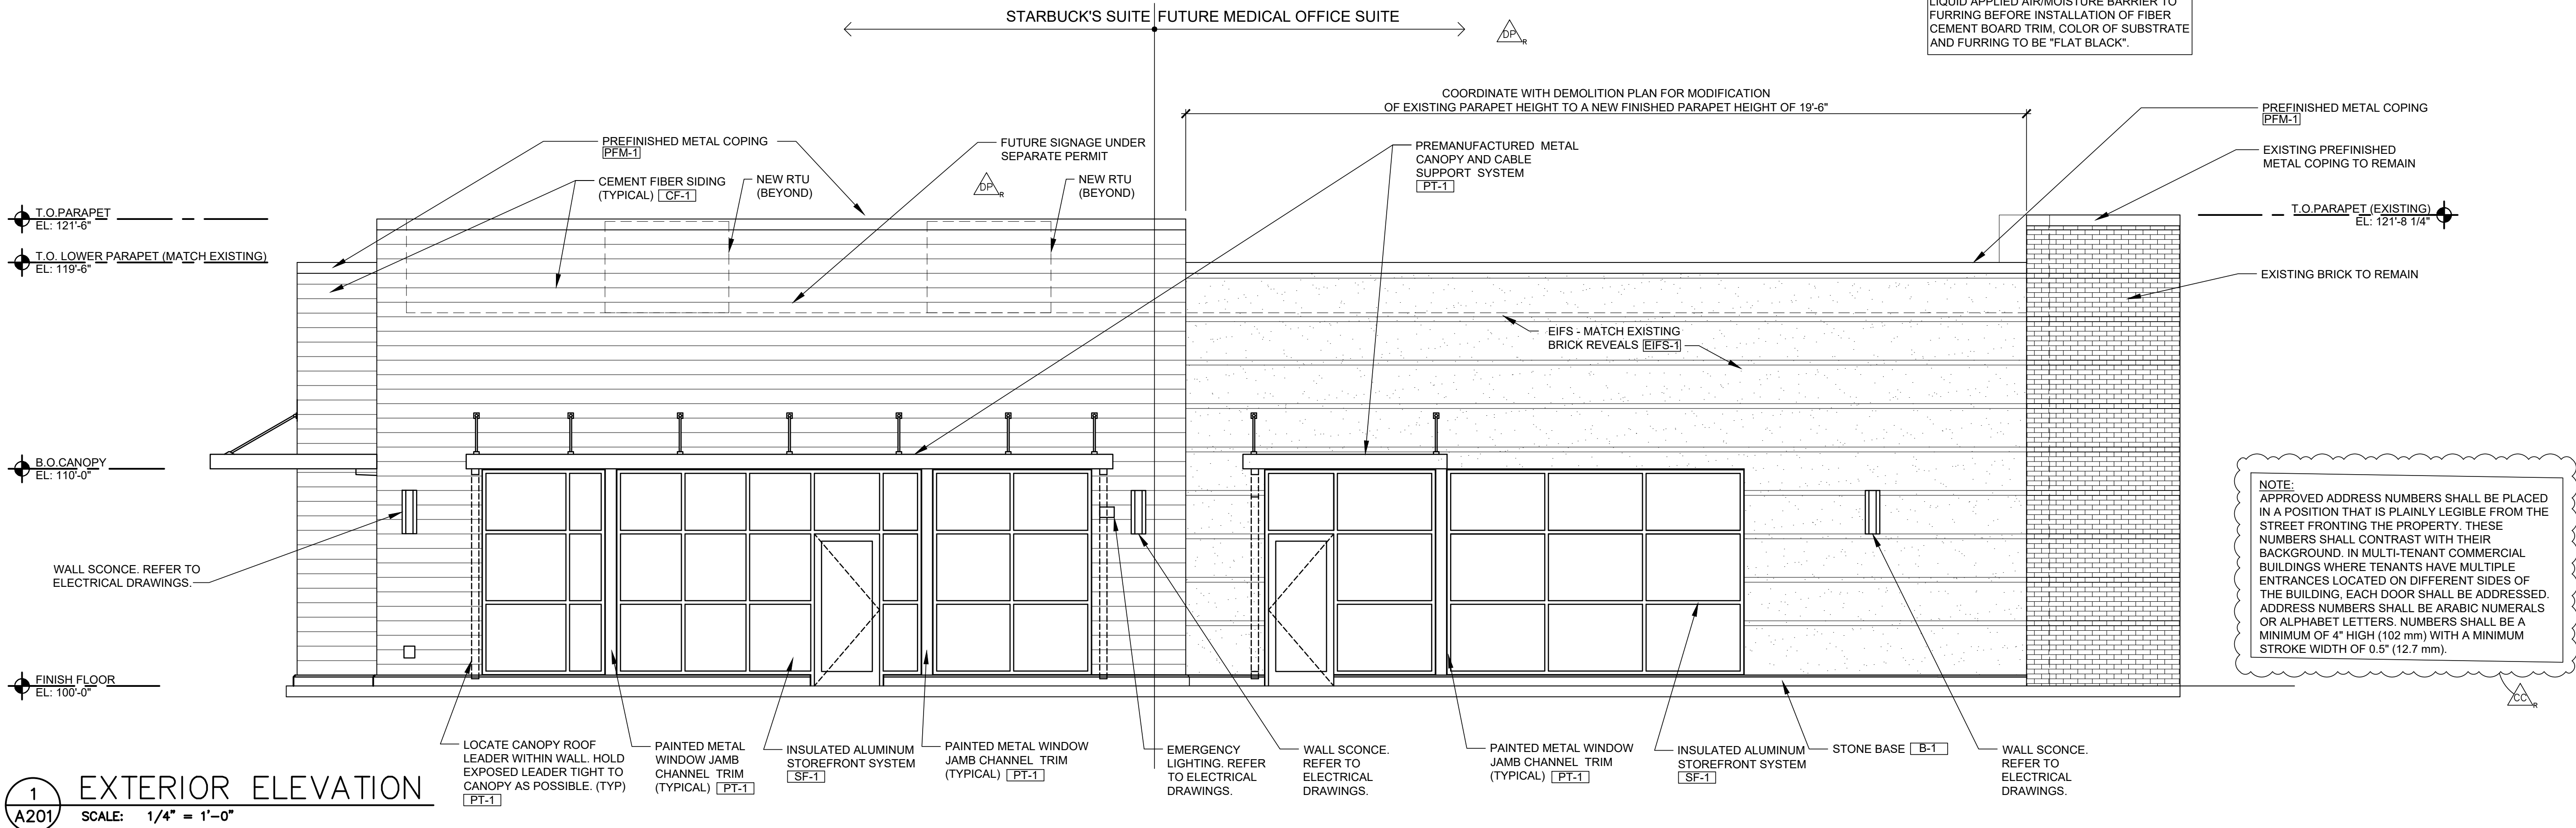 STARBUCK'S SUITE FUTURE MEDICAL OFFICE SUITE
DP
R
LIQUID APPLIED AIR/MOISTURE BARRIER TO
FURRING BEFORE INSTALLATION OF FIBER
CEMENT BOARD TRIM, COLOR OF SUBSTRATE
AND FURRING TO BE "FLAT BLACK".
COORDINATE WITH DEMOLITION PLAN FOR MODIFICATION
OF EXISTING PARAPET HEIGHT TO A NEW FINISHED PARAPET HEIGHT OF 19'-6"
PREFINISHED METAL COPING
PFM-1
CEMENT FIBER SIDING
(TYPICAL) CF-1
NEW RTU
(BEYOND)
FUTURE SIGNAGE UNDER
SEPARATE PERMIT
DP
R
NEW RTU
(BEYOND)
PREMANUFACTURED METAL
CANOPY AND CABLE
SUPPORT SYSTEM
PT-1
PREFINISHED METAL COPING
PFM-1
EXISTING PREFINISHED
METAL COPING TO REMAIN
T.O.PARAPET
EL: 121'-6"
T.O. LOWER PARAPET (MATCH EXISTING)
EL: 119'-6"
T.O.PARAPET (EXISTING)
EL: 121'-8 1/4"
EXISTING BRICK TO REMAIN
EIFS - MATCH EXISTING
BRICK REVEALS EIFS-1
B.O.CANOPY
EL: 110'-0"
WALL SCONCE. REFER TO
ELECTRICAL DRAWINGS.
FINISH FLOOR
EL: 100'-0"
NOTE:
APPROVED ADDRESS NUMBERS SHALL BE PLACED
IN A POSITION THAT IS PLAINLY LEGIBLE FROM THE
STREET FRONTING THE PROPERTY. THESE
NUMBERS SHALL CONTRAST WITH THEIR
BACKGROUND. IN MULTI-TENANT COMMERCIAL
BUILDINGS WHERE TENANTS HAVE MULTIPLE
ENTRANCES LOCATED ON DIFFERENT SIDES OF
THE BUILDING, EACH DOOR SHALL BE ADDRESSED.
ADDRESS NUMBERS SHALL BE ARABIC NUMERALS
OR ALPHABET LETTERS. NUMBERS SHALL BE A
MINIMUM OF 4" HIGH (102 mm) WITH A MINIMUM
STROKE WIDTH OF 0.5" (12.7 mm).
CC
R
LOCATE CANOPY ROOF
LEADER WITHIN WALL. HOLD
EXPOSED LEADER TIGHT TO
CANOPY AS POSSIBLE. (TYP)
PT-1
PAINTED METAL
WINDOW JAMB
CHANNEL TRIM
(TYPICAL) PT-1
INSULATED ALUMINUM
STOREFRONT SYSTEM
SF-1
PAINTED METAL WINDOW
JAMB CHANNEL TRIM
(TYPICAL) PT-1
EMERGENCY
LIGHTING. REFER
TO ELECTRICAL
DRAWINGS.
WALL SCONCE.
REFER TO
ELECTRICAL
DRAWINGS.
PAINTED METAL WINDOW
JAMB CHANNEL TRIM
(TYPICAL) PT-1
INSULATED ALUMINUM
STOREFRONT SYSTEM
SF-1
STONE BASE B-1
WALL SCONCE.
REFER TO
ELECTRICAL
DRAWINGS.
1
A201
EXTERIOR ELEVATION
SCALE: 1/4" = 1'-0"